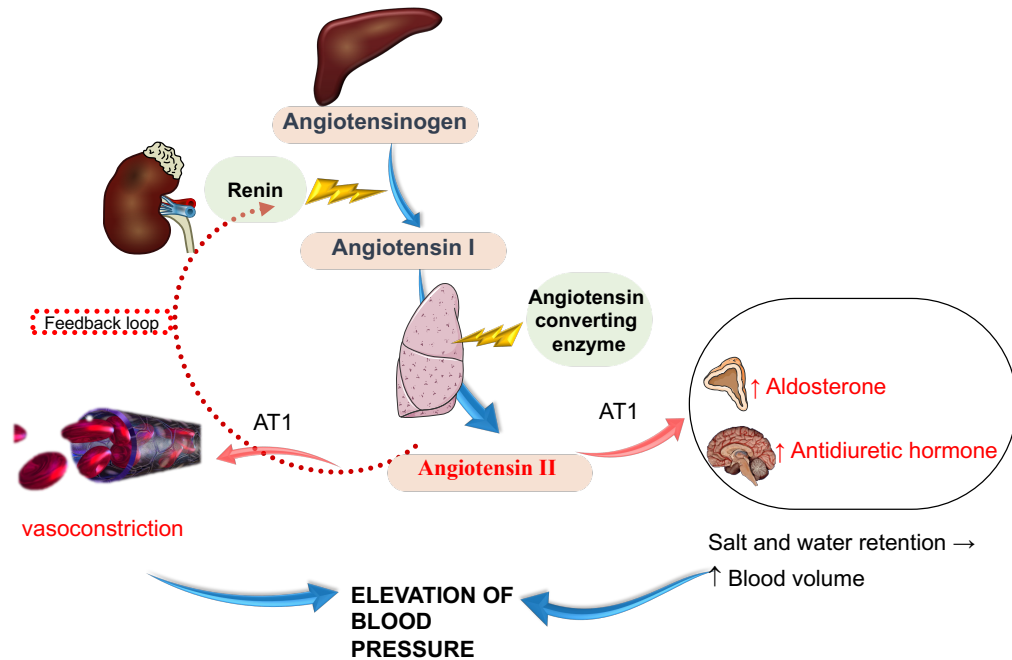 Angiotensinogen
Renin
Angiotensin I
Angiotensin
converting
enzyme
Feedback loop
↑ Aldosterone
AT1
AT1
↑ Antidiuretic hormone
Angiotensin II
vasoconstriction
Salt and water retention →
↑ Blood volume
ELEVATION OF
BLOOD
PRESSURE